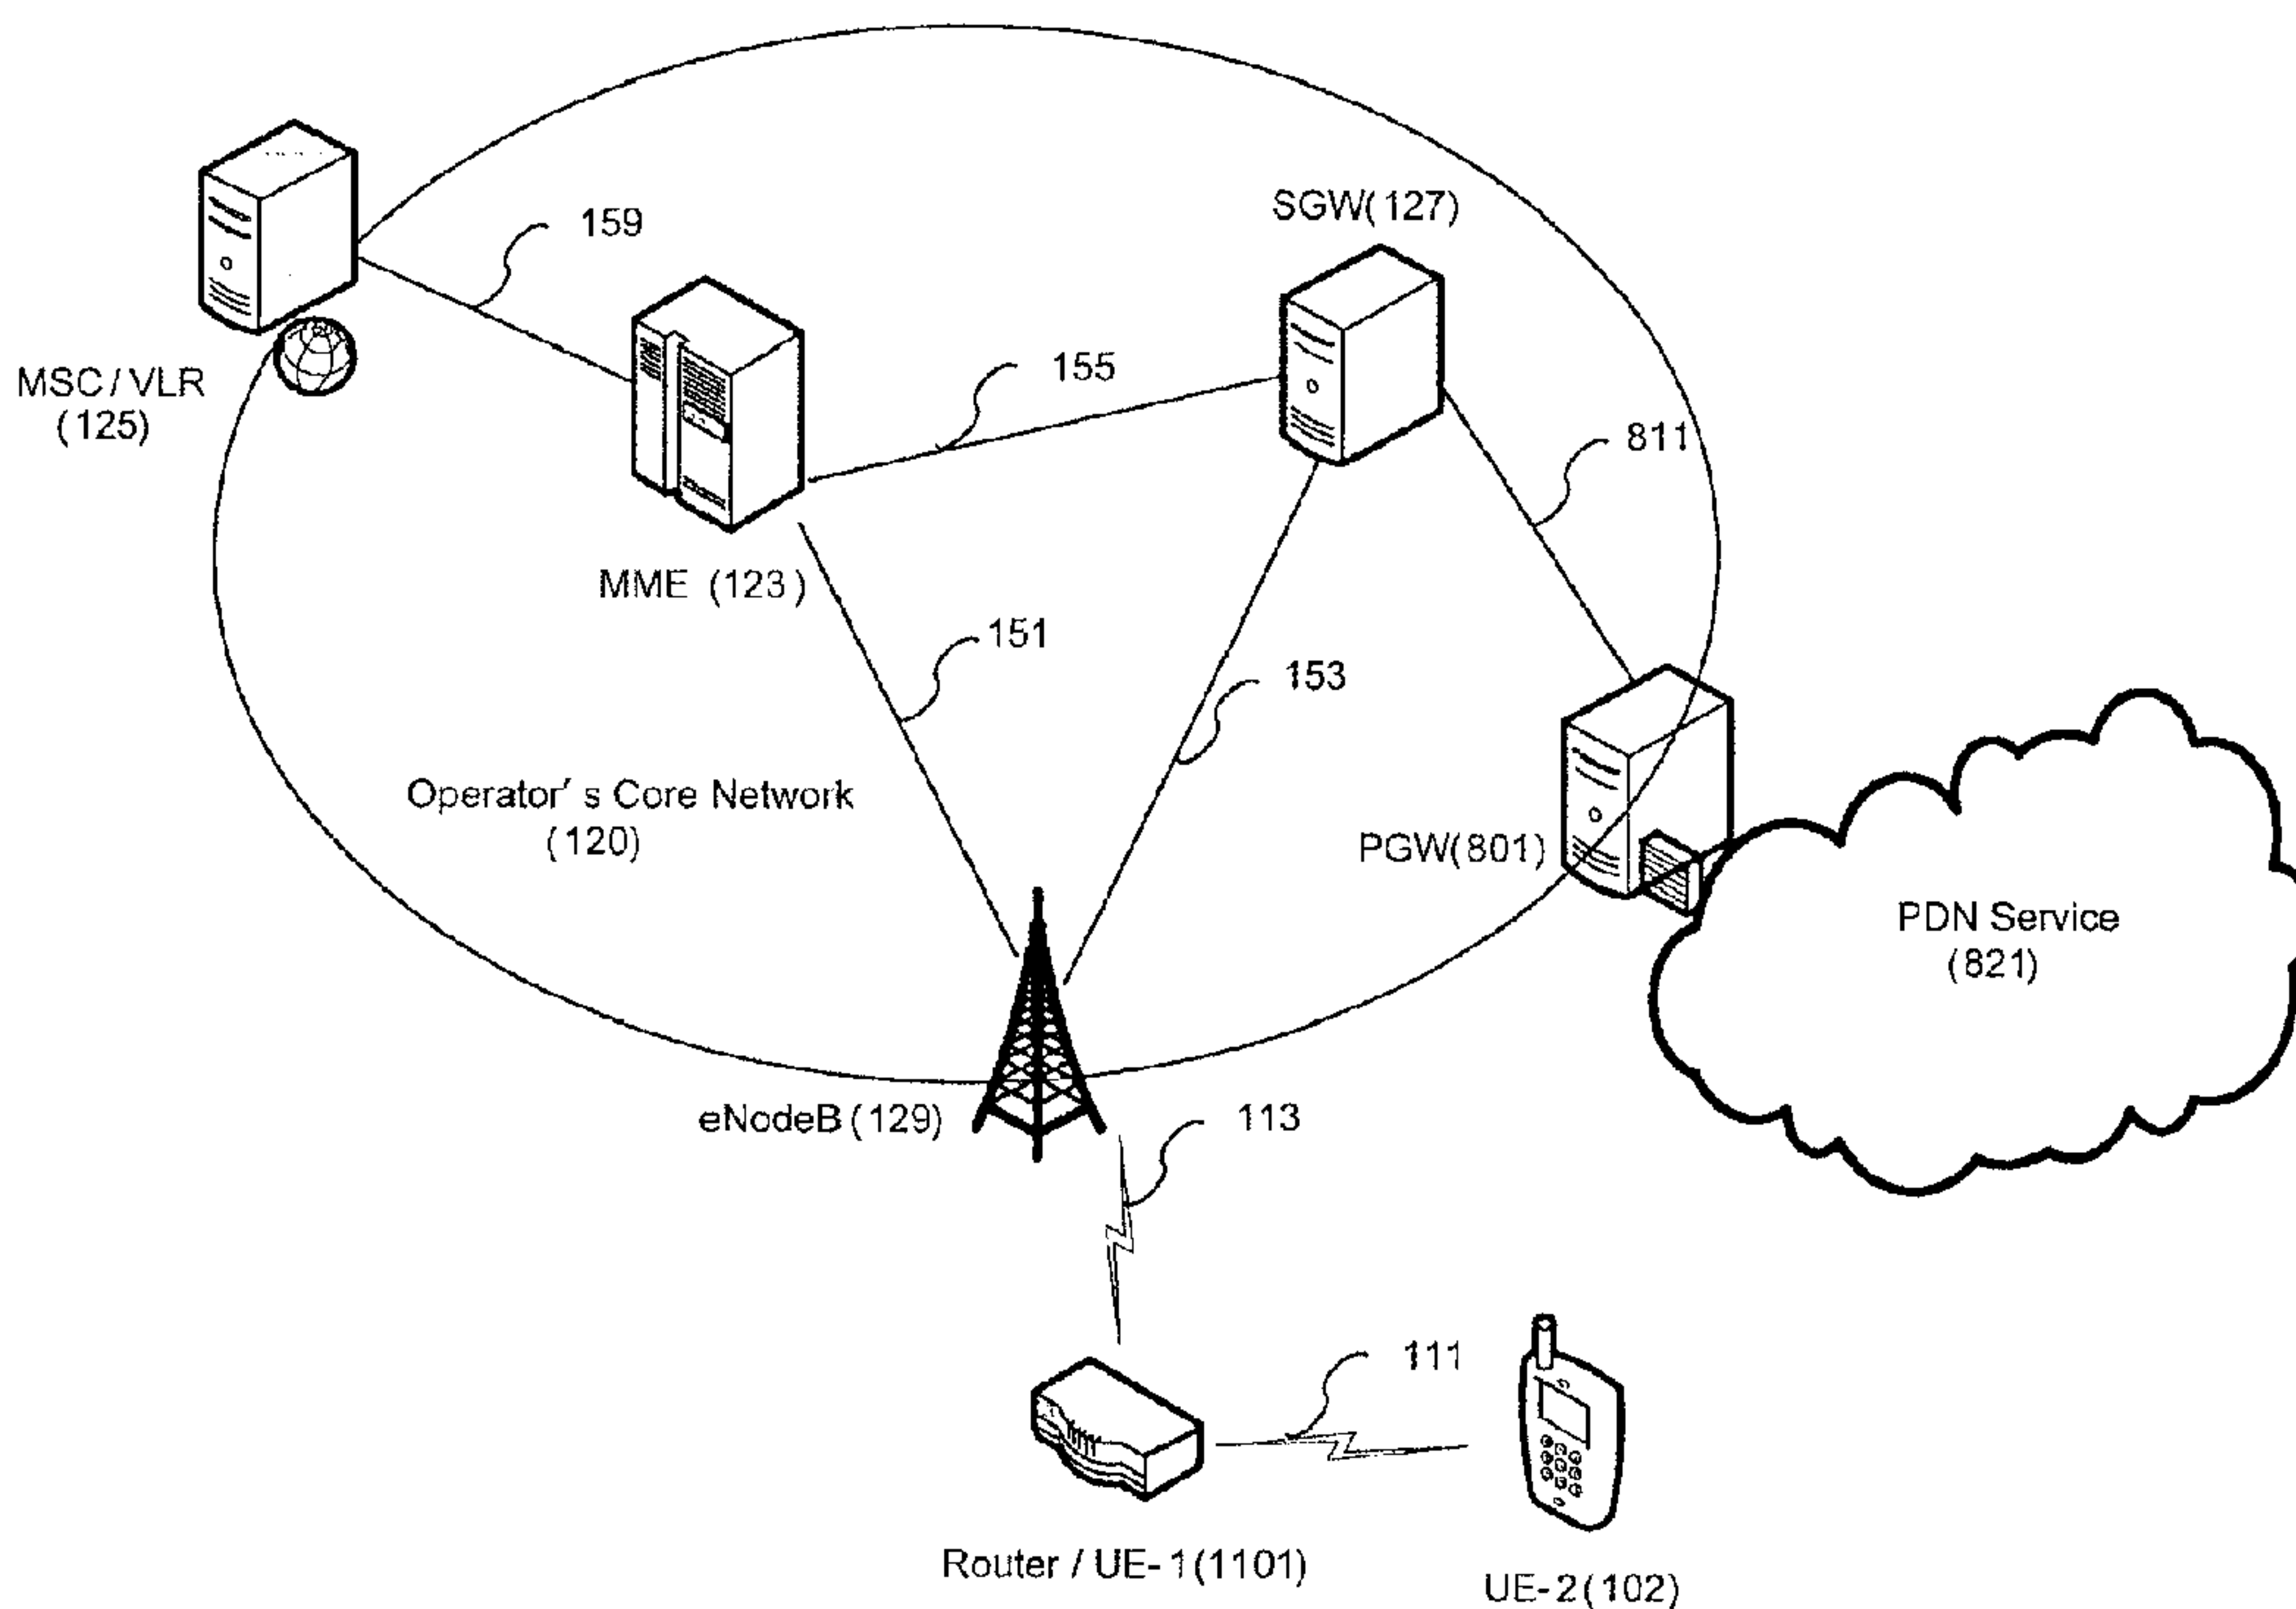 159
SGW(127)
MSC/VLR
(125)
155
811
MME (123)
151
153
Operator's Core Network
(120)
PGW(801)
PDN Service
(821)
eNodeB(129)
113
111
Router / UE-1(1101)
UE-2(102)